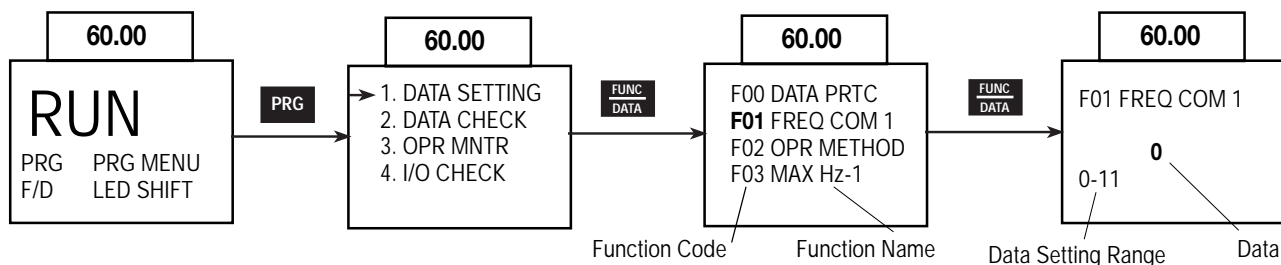 60.00
RUN
PRG PRG MENU
F/D LED SHIFT
PRG
60.00
1. DATA SETTING
2. DATA CHECK
3. OPR MNTR
4. I/O CHECK
FUNC
DATA
60.00
F00 DATA PRTC
F01 FREQ COM 1
F02 OPR METHOD
F03 MAX Hz-1
Function Code
Function Name
FUNC
DATA
60.00
F01 FREQ COM 1
0
0-11
Data Setting Range
Data